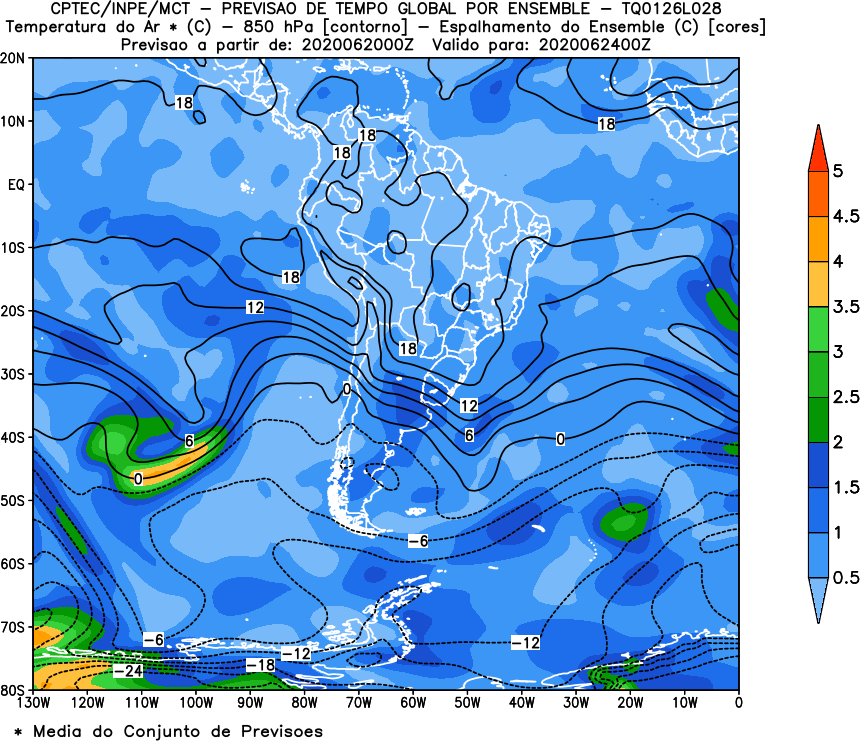 CPTEC/INPE/MCT – PREVISAO DE TEMPO GLOBAL POR ENSEMBLE – TQ0126L028
Temperatura do Ar * (C) – 850 hPa [contorno] – Espalhamento do Ensemble (C) [cores]
Previsao a partir de: 2020062000Z Valido para: 2020062400Z
20N
18
18
10N
18
18
5
EQ
4.5
10S
4
18
12
3.5
20S
18
3
30S
0
2.5
12
6
6
0
2
40S
0
1.5
50S
1
–6
60S
0.5
70S
–6
–12
–12
–18
–24
80S
130W 120W 110W 100W 90W 80W 70W 60W 50W 40W 30W 20W 10W 0
* Media do Conjunto de Previsoes